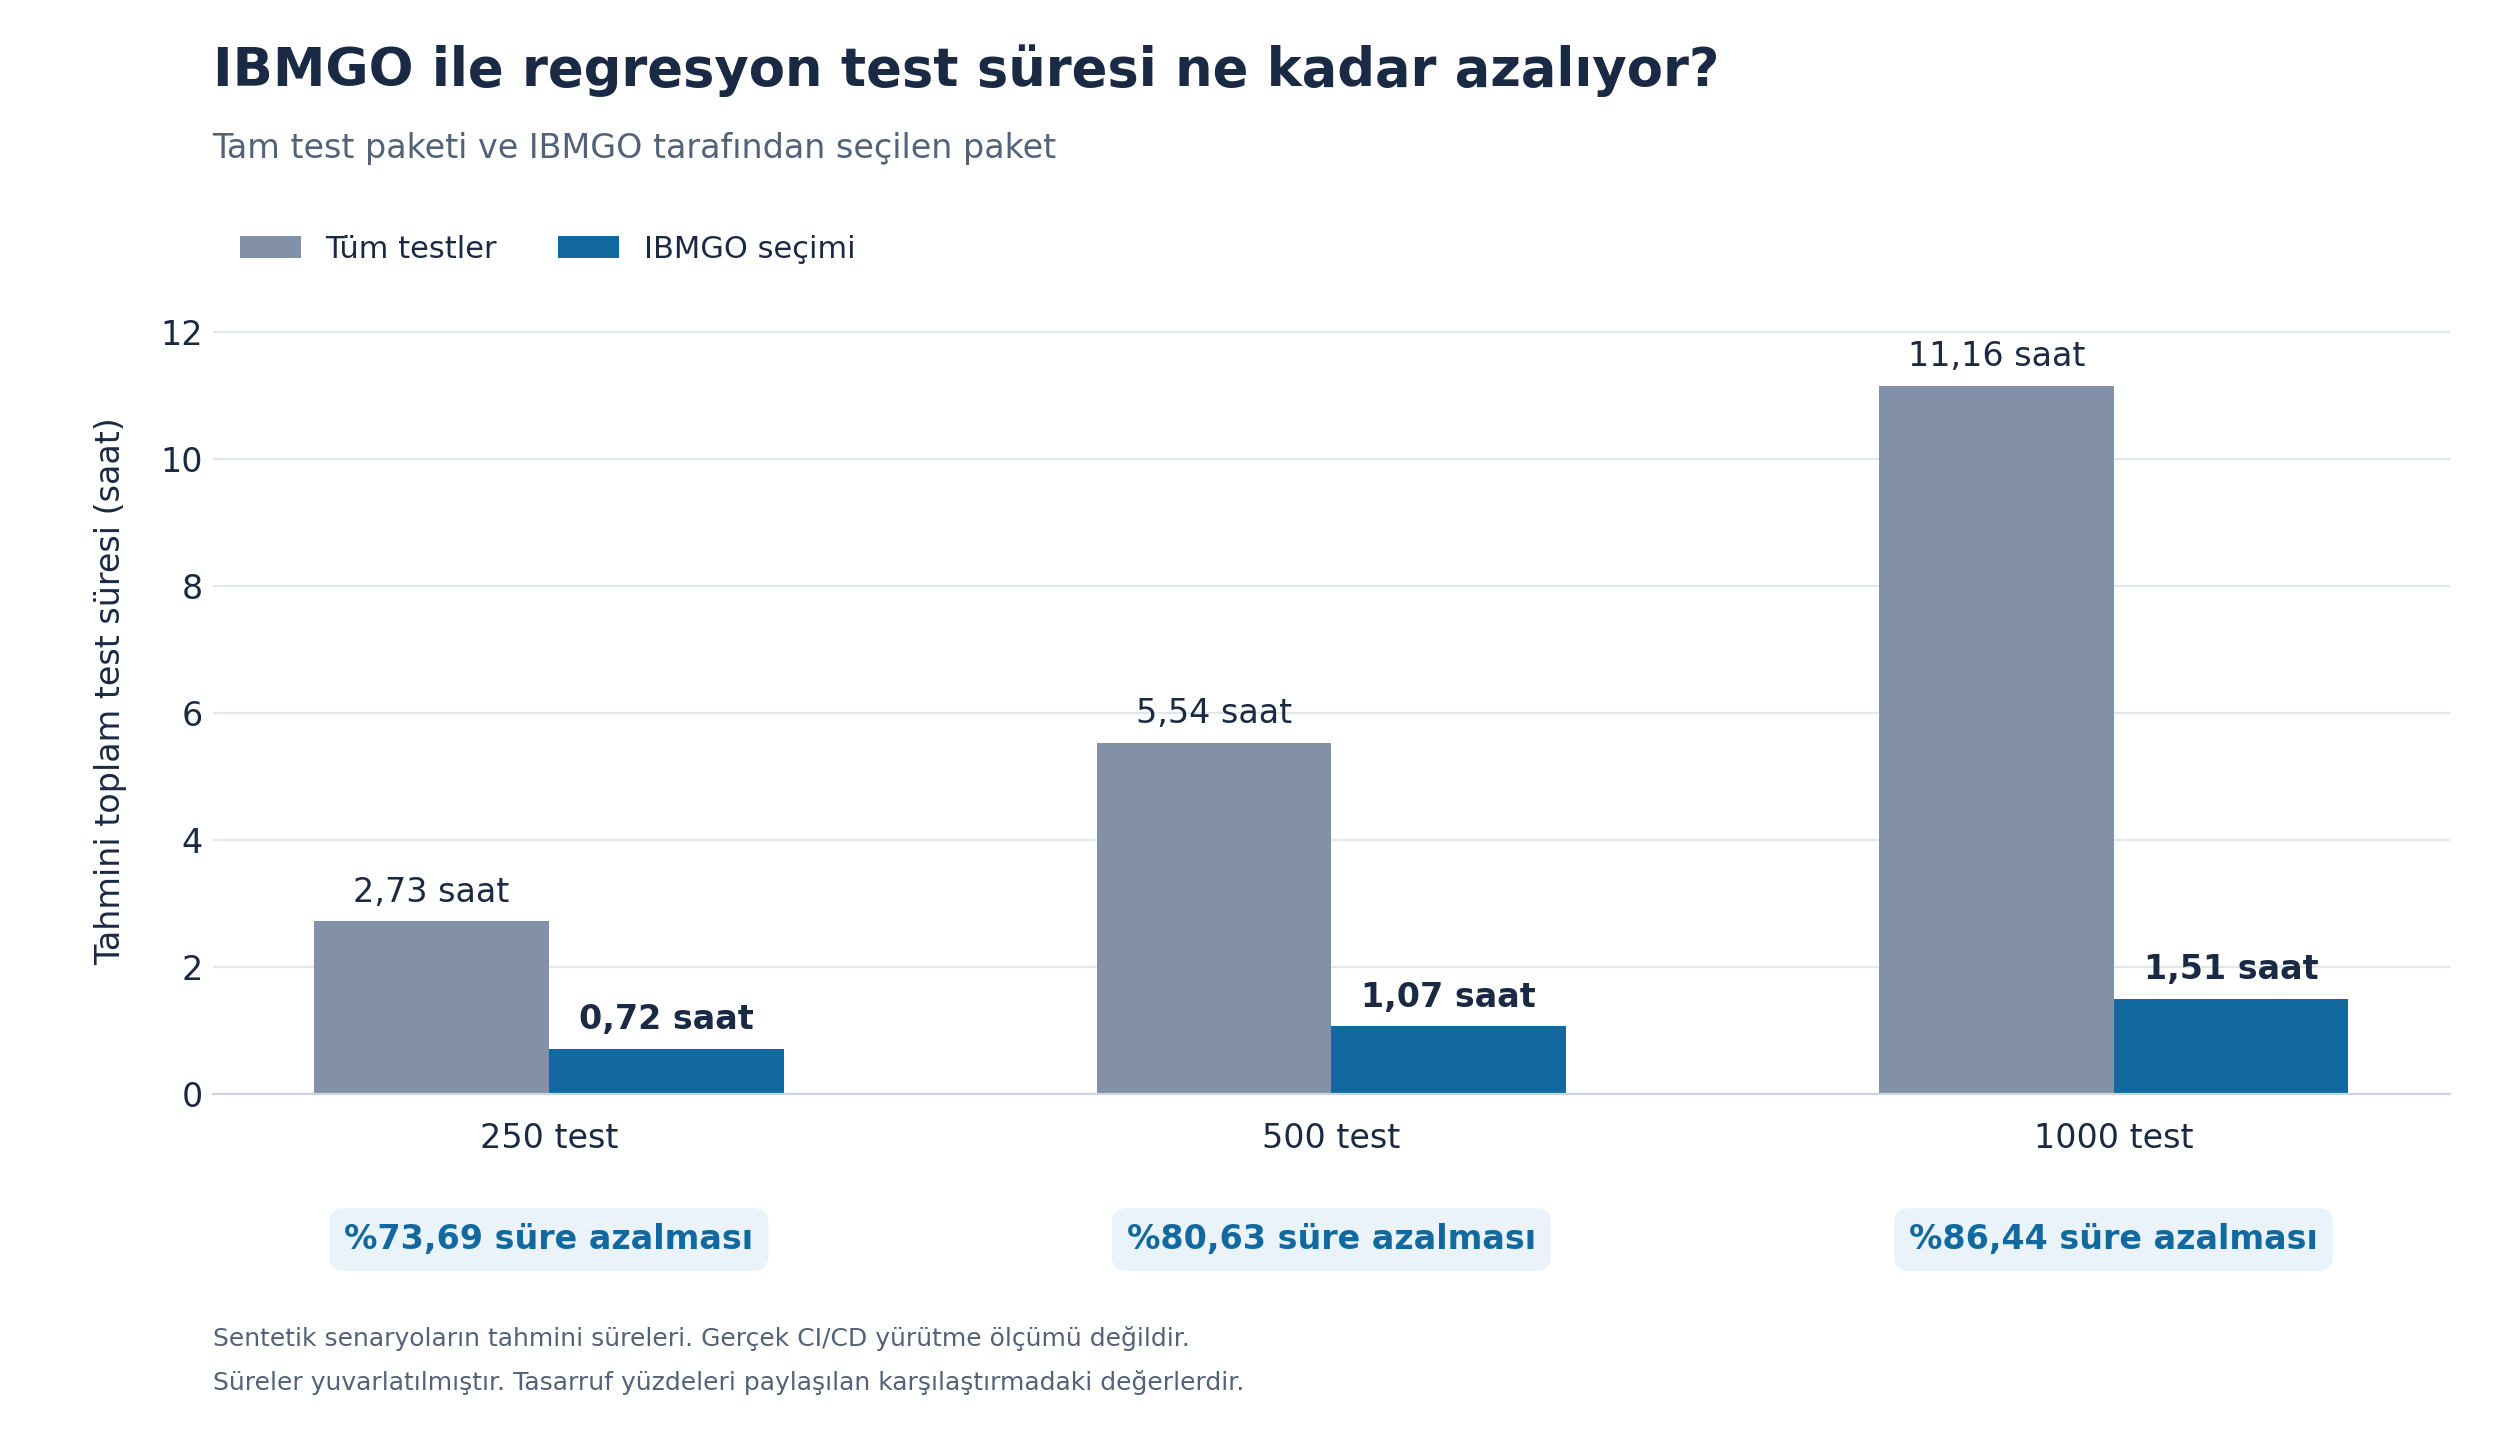 IBMGO ile regresyon test süresi ne kadar azalıyor?
Tam test paketi ve IBMGO tarafından seçilen paket
Tüm testler
IBMGO seçimi
Tahmini toplam test süresi (saat)
12
10
8
6
4
2
0
2,73 saat
0,72 saat
5,54 saat
1,07 saat
11,16 saat
1,51 saat
250 test
500 test
1000 test
%73,69 süre azalması
%80,63 süre azalması
%86,44 süre azalması
Sentetik senaryoların tahmini süreleri. Gerçek CI/CD yürütme ölçümü değildir.
Süreler yuvarlatılmıştır. Tasarruf yüzdeleri paylaşılan karşılaştırmadaki değerlerdir.